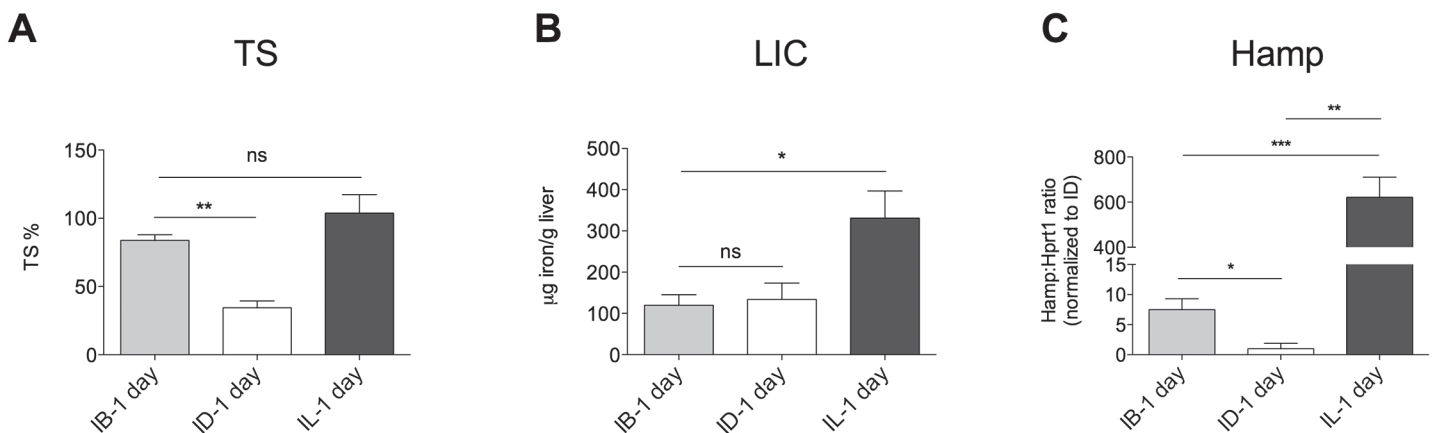 A
TS
TS %
150
100
50
0
ns
**
IB-1 day
ID-1 day
IL-1 day
B
LIC
µg iron/g liver
500
400
300
200
100
0
*
ns
IB-1 day
ID-1 day
IL-1 day
C
Hamp
Hamp:Hprt1 ratio
(normalized to ID)
800
600
400
15
10
5
0
**
***
*
IB-1 day
ID-1 day
IL-1 day